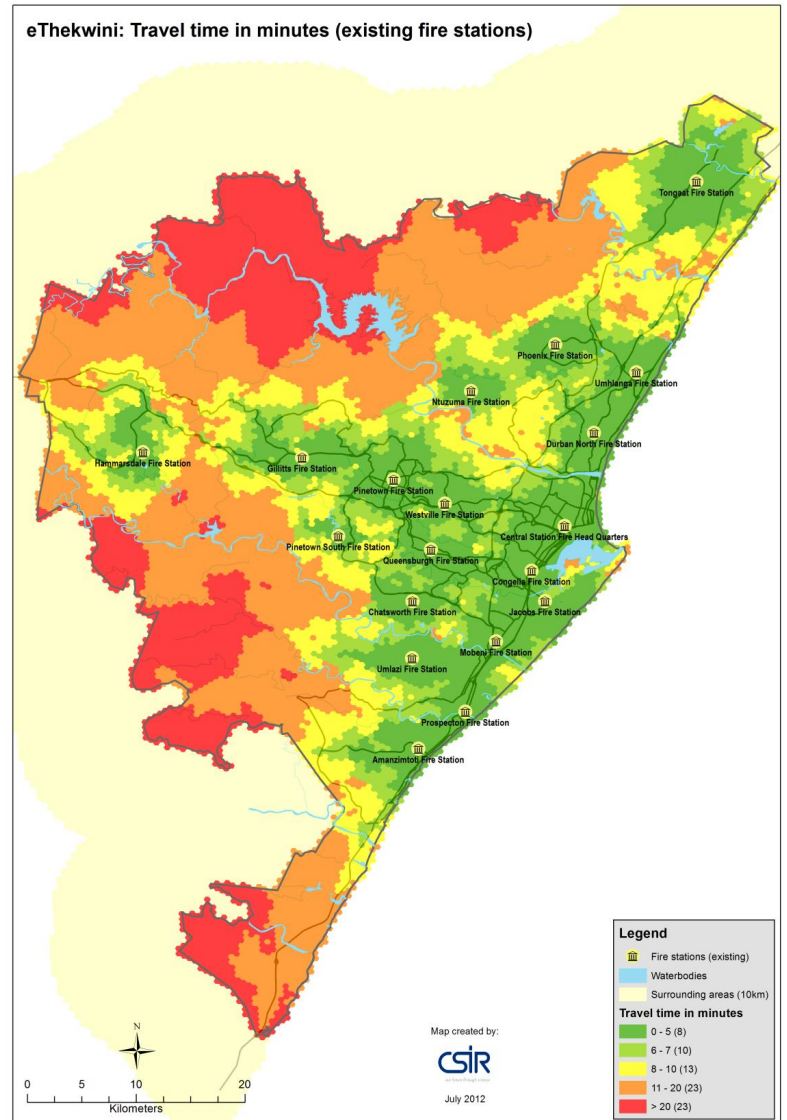 eThekwini: Travel time in minutes (existing fire stations)
Tongaat Fire Station
Phoenix Fire Station
Umhlanga Fire Station
Ntuzuma Fire Station
Durban North Fire Station
Hammarsdale Fire Station
Gillitts Fire Station
Pinetown Fire Station
Westville Fire Station
Central Station Fire Head Quarters
Pinetown South Fire Station
Queensburgh Fire Station
Congella Fire Station
Chatsworth Fire Station
Jacobs Fire Station
Mobeni Fire Station
Umlazi Fire Station
Prospecton Fire Station
Amanzimtoti Fire Station
Legend
Fire stations (existing)
Waterbodies
Surrounding areas (10km)
Travel time in minutes
0 - 5 (8)
6 - 7 (10)
8 - 10 (13)
11 - 20 (23)
> 20 (23)
Map created by:
CSIR
our future through science
July 2012
N
0 5 10 20
Kilometers